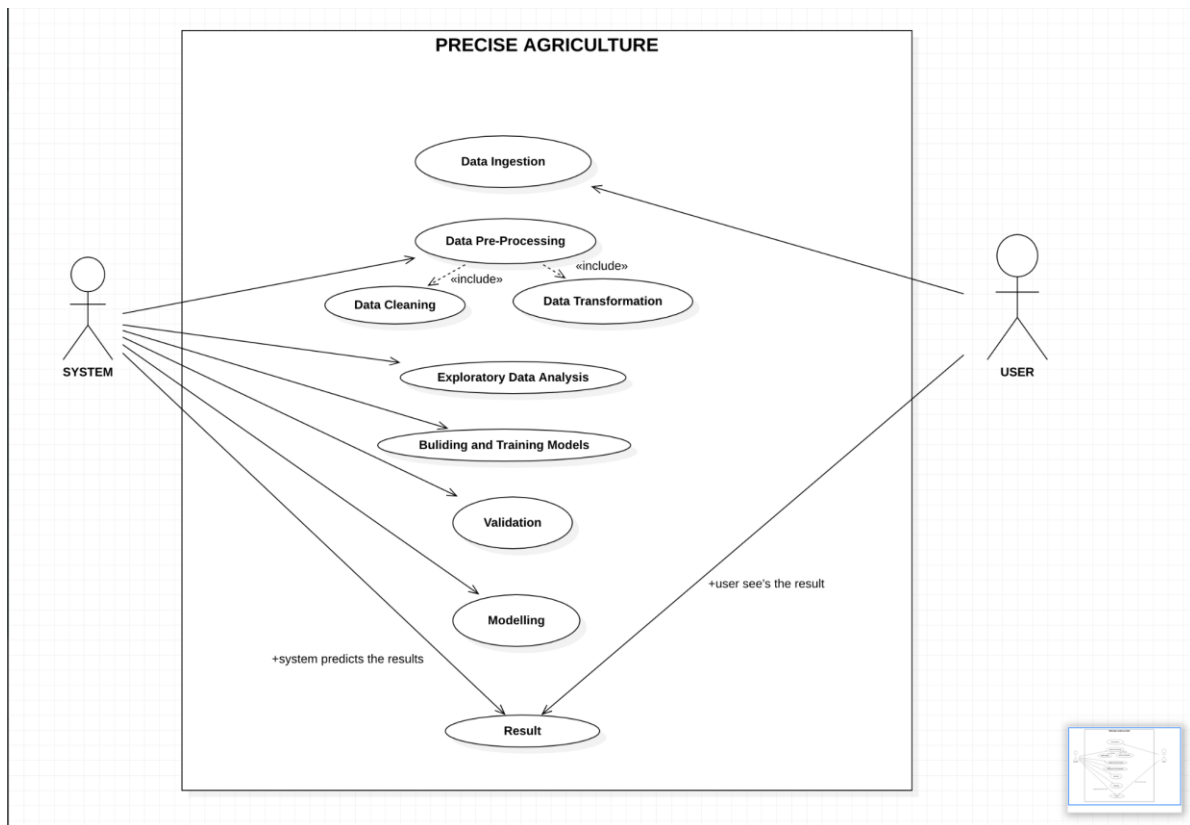 PRECISE AGRICULTURE
Data Ingestion
Data Pre-Processing
«include»
«include»
Data Cleaning
Data Transformation
SYSTEM
USER
Exploratory Data Analysis
Buliding and Training Models
Validation
+user see's the result
Modelling
+system predicts the results
Result